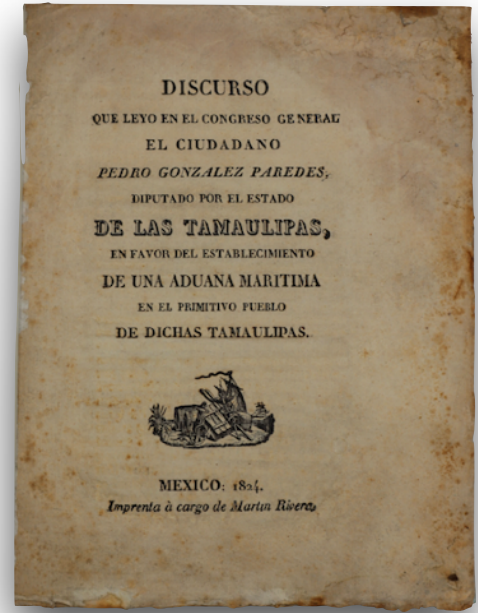 DISCURSO
QUE LEYO EN EL CONGRESO GENERAL
EL CIUDADANO
PEDRO GONZALEZ PAREDES,
DIPUTADO POR EL ESTADO
DE LAS TAMAULIPAS,
EN FAVOR DEL ESTABLECIMIENTO
DE UNA ADUANA MARITIMA
EN EL PRIMITIVO PUEBLO
DE DICHAS TAMAULIPAS.
MEXICO: 1824.
Imprenta à cargo de Martin Rivera